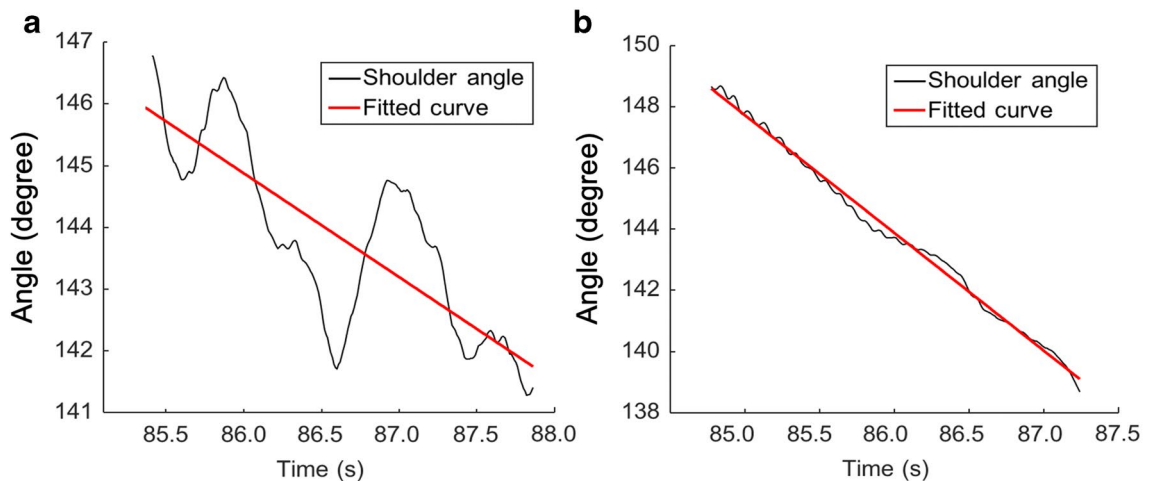 a
147
146
145
144
143
142
141
Angle (degree)
Shoulder angle
Fitted curve
85.5 86.0 86.5 87.0 87.5 88.0
Time (s)
b
150
148
146
144
142
140
138
Angle (degree)
Shoulder angle
Fitted curve
85.0 85.5 86.0 86.5 87.0 87.5
Time (s)